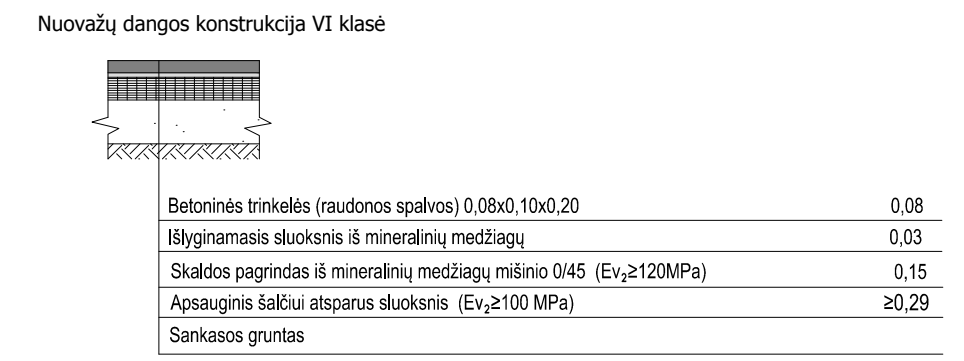 Nuovažų dangos konstrukcija VI klasė
Betoninės trinkelės (raudonos spalvos) 0,08x0,10x0,20 0,08
Išlyginamasis sluoksnis iš mineralinių medžiagų 0,03
Skaldos pagrindas iš mineralinių medžiagų mišinio 0/45 (Ev₂≥120MPa) 0,15
Apsauginis šalčiui atsparus sluoksnis (Ev₂≥100 MPa) ≥0,29
Sankasos gruntas